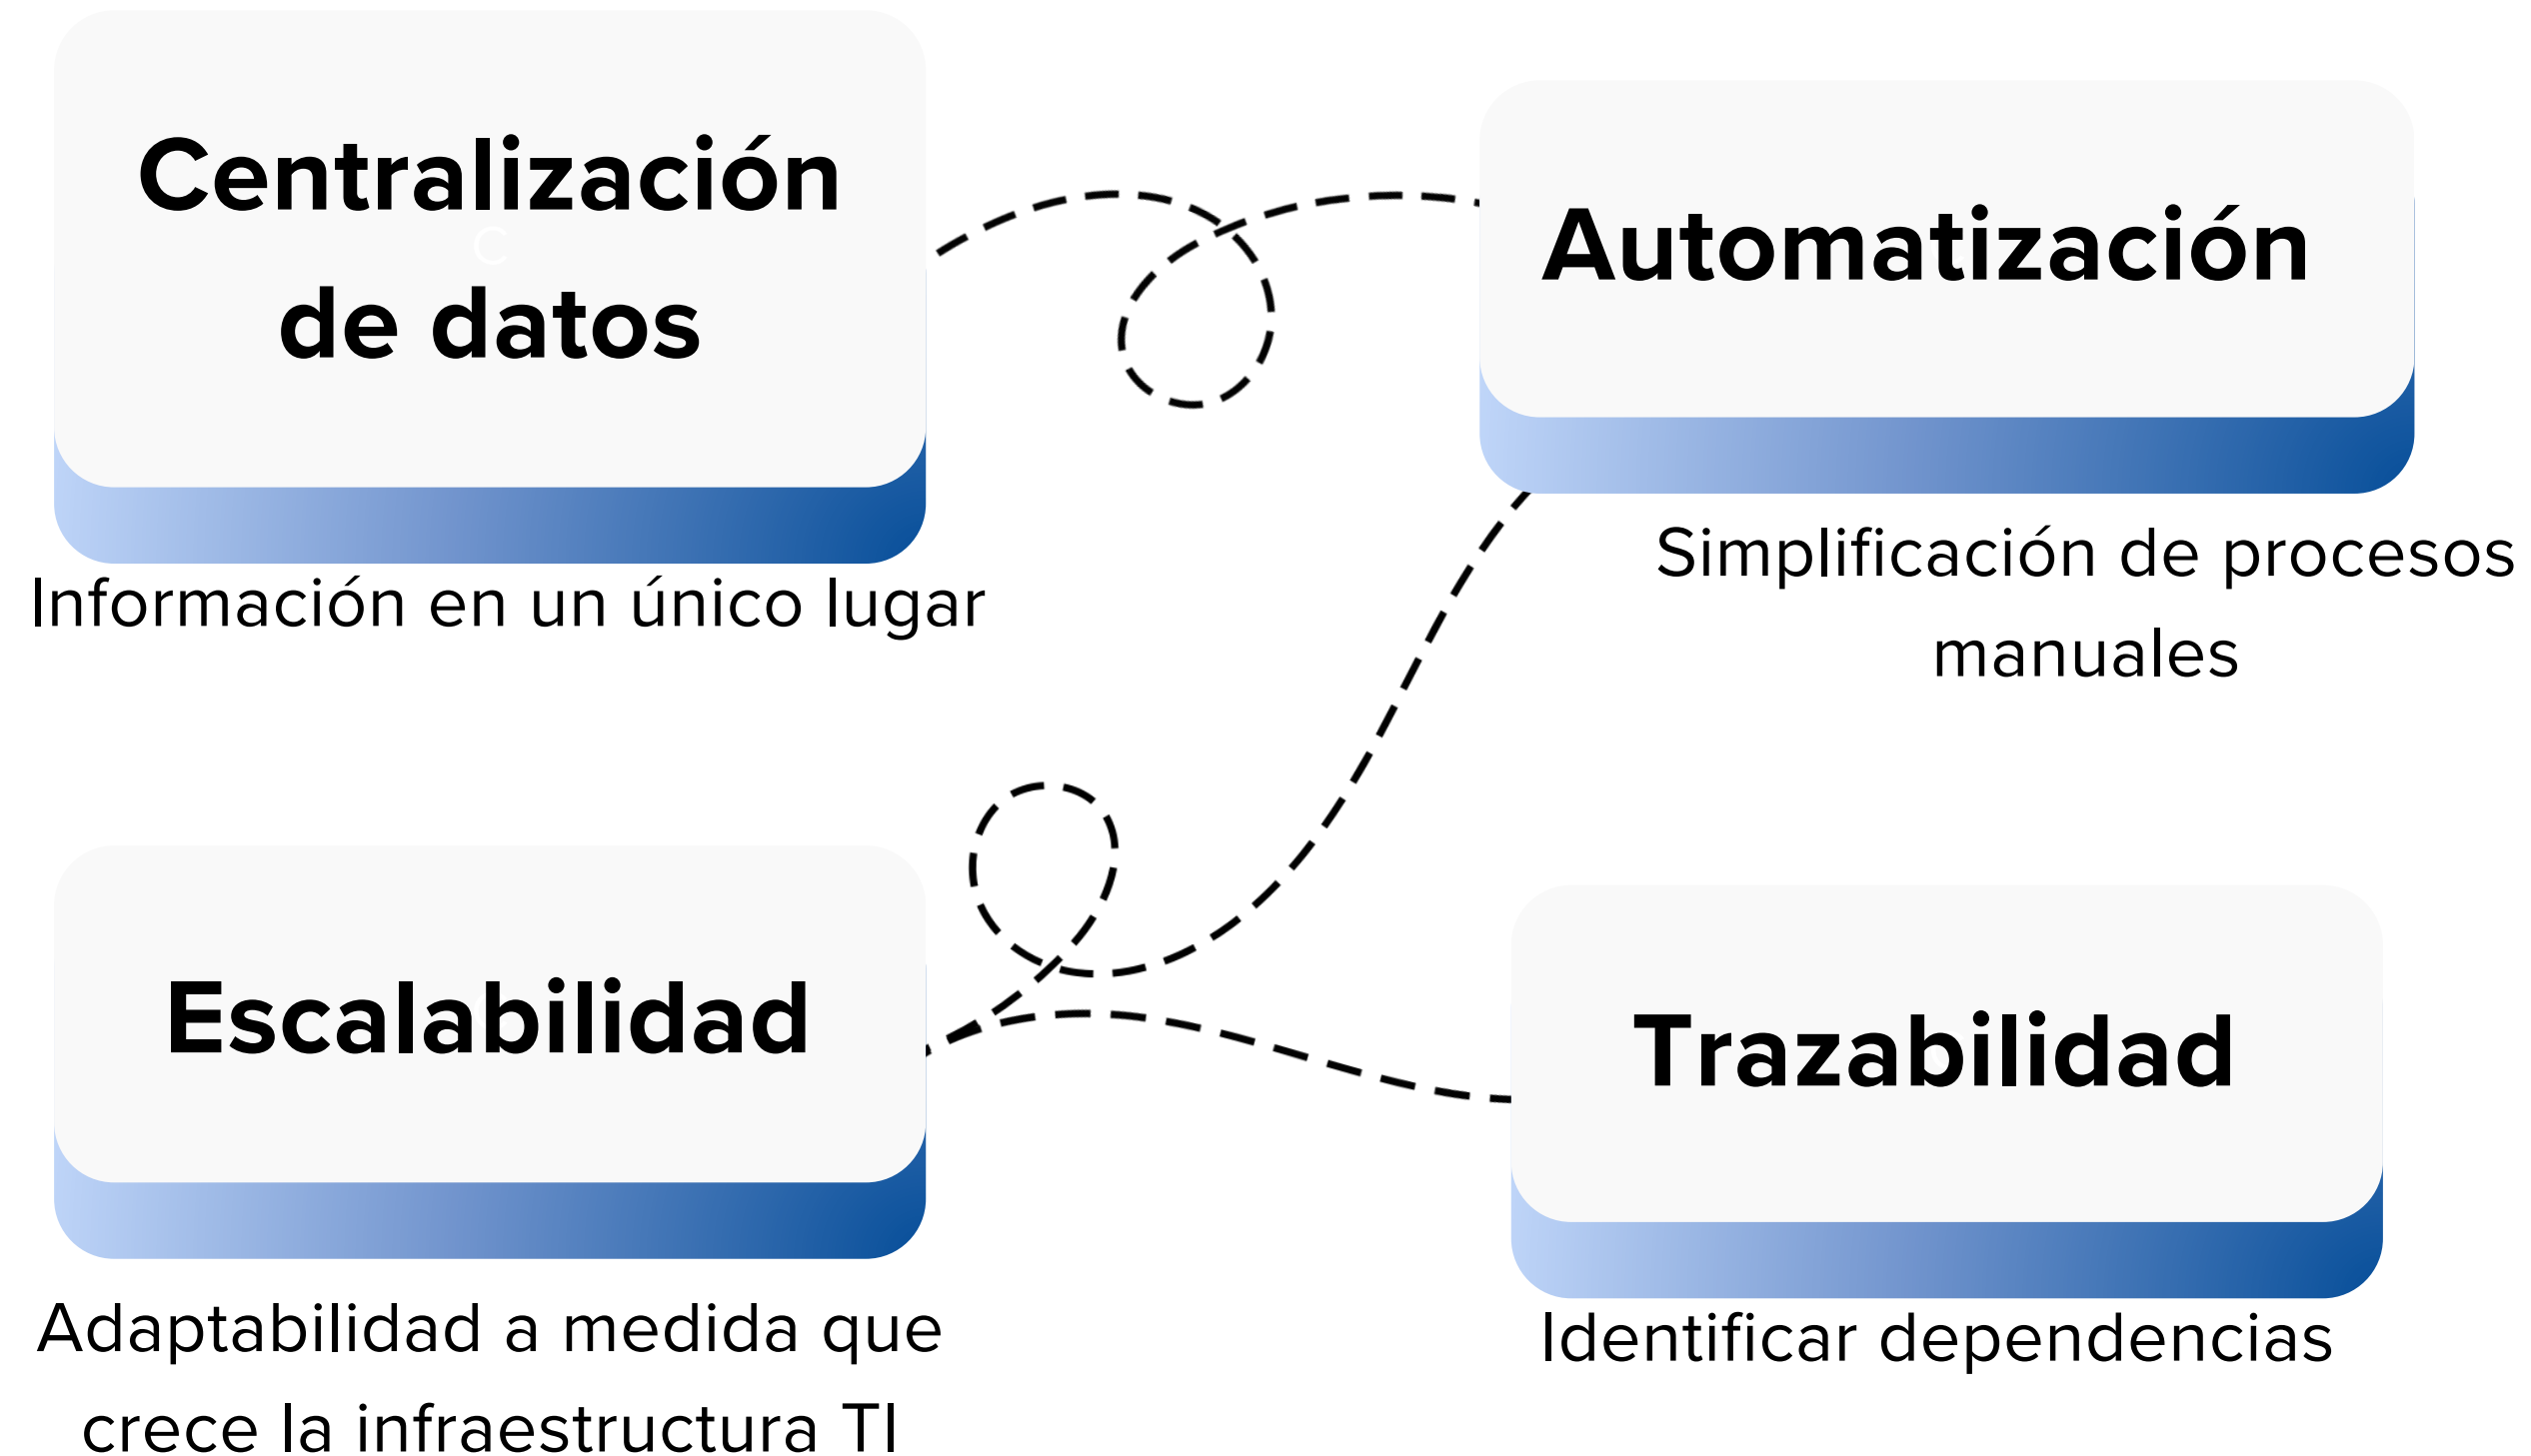 Centralización
de datos
Información en un único lugar
Automatización
Simplificación de procesos
manuales
Escalabilidad
Adaptabilidad a medida que
crece la infraestructura TI
Trazabilidad
Identificar dependencias